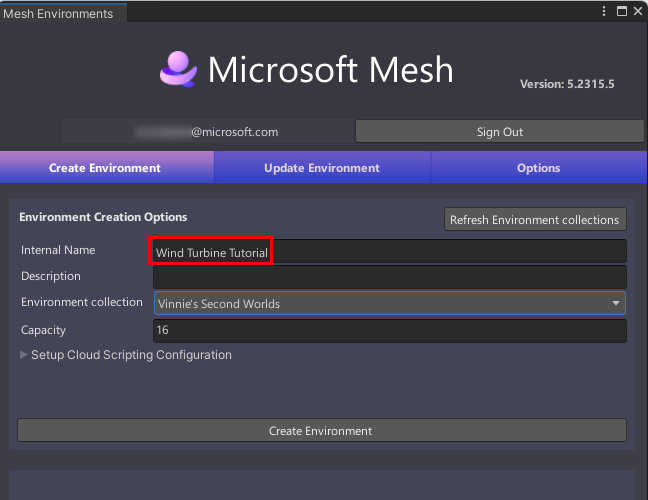 Mesh Environments
Microsoft Mesh
Version: 5.2315.5
@microsoft.com
Sign Out
Create Environment
Update Environment
Options
Environment Creation Options
Refresh Environment collections
Internal Name
Wind Turbine Tutorial
Description
Environment collection
Vinnie's Second Worlds
Capacity
16
Setup Cloud Scripting Configuration
Create Environment